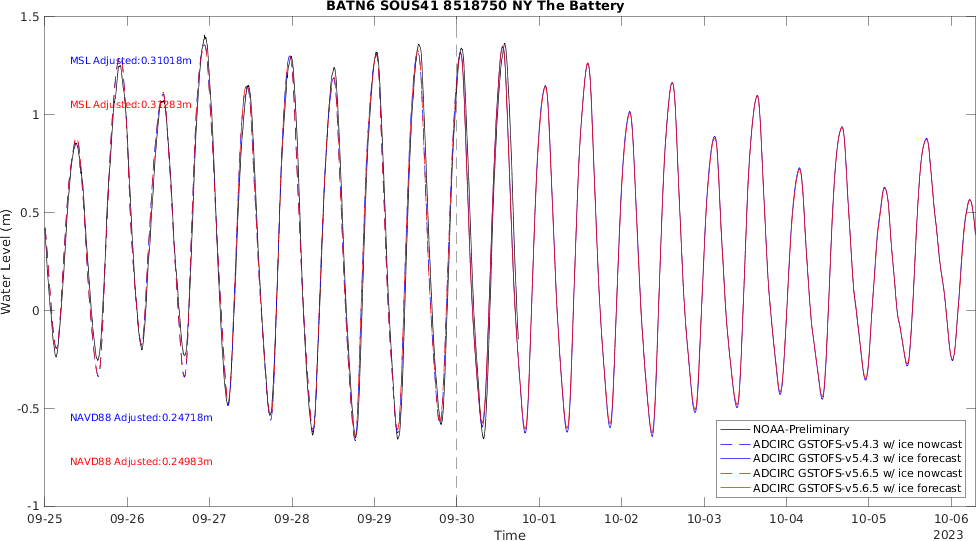 BATN6 SOUS41 8518750 NY The Battery
1.5
1
0.5
0
-0.5
-1
Water Level (m)
MSL Adjusted:0.31018m
MSL Adjusted:0.31283m
NAVD88 Adjusted:0.24718m
NAVD88 Adjusted:0.24983m
NOAA-Preliminary
ADCIRC GSTOFS-v5.4.3 w/ ice nowcast
ADCIRC GSTOFS-v5.4.3 w/ ice forecast
ADCIRC GSTOFS-v5.6.5 w/ ice nowcast
ADCIRC GSTOFS-v5.6.5 w/ ice forecast
09-25 09-26 09-27 09-28 09-29 09-30 10-01 10-02 10-03 10-04 10-05 10-06
2023
Time